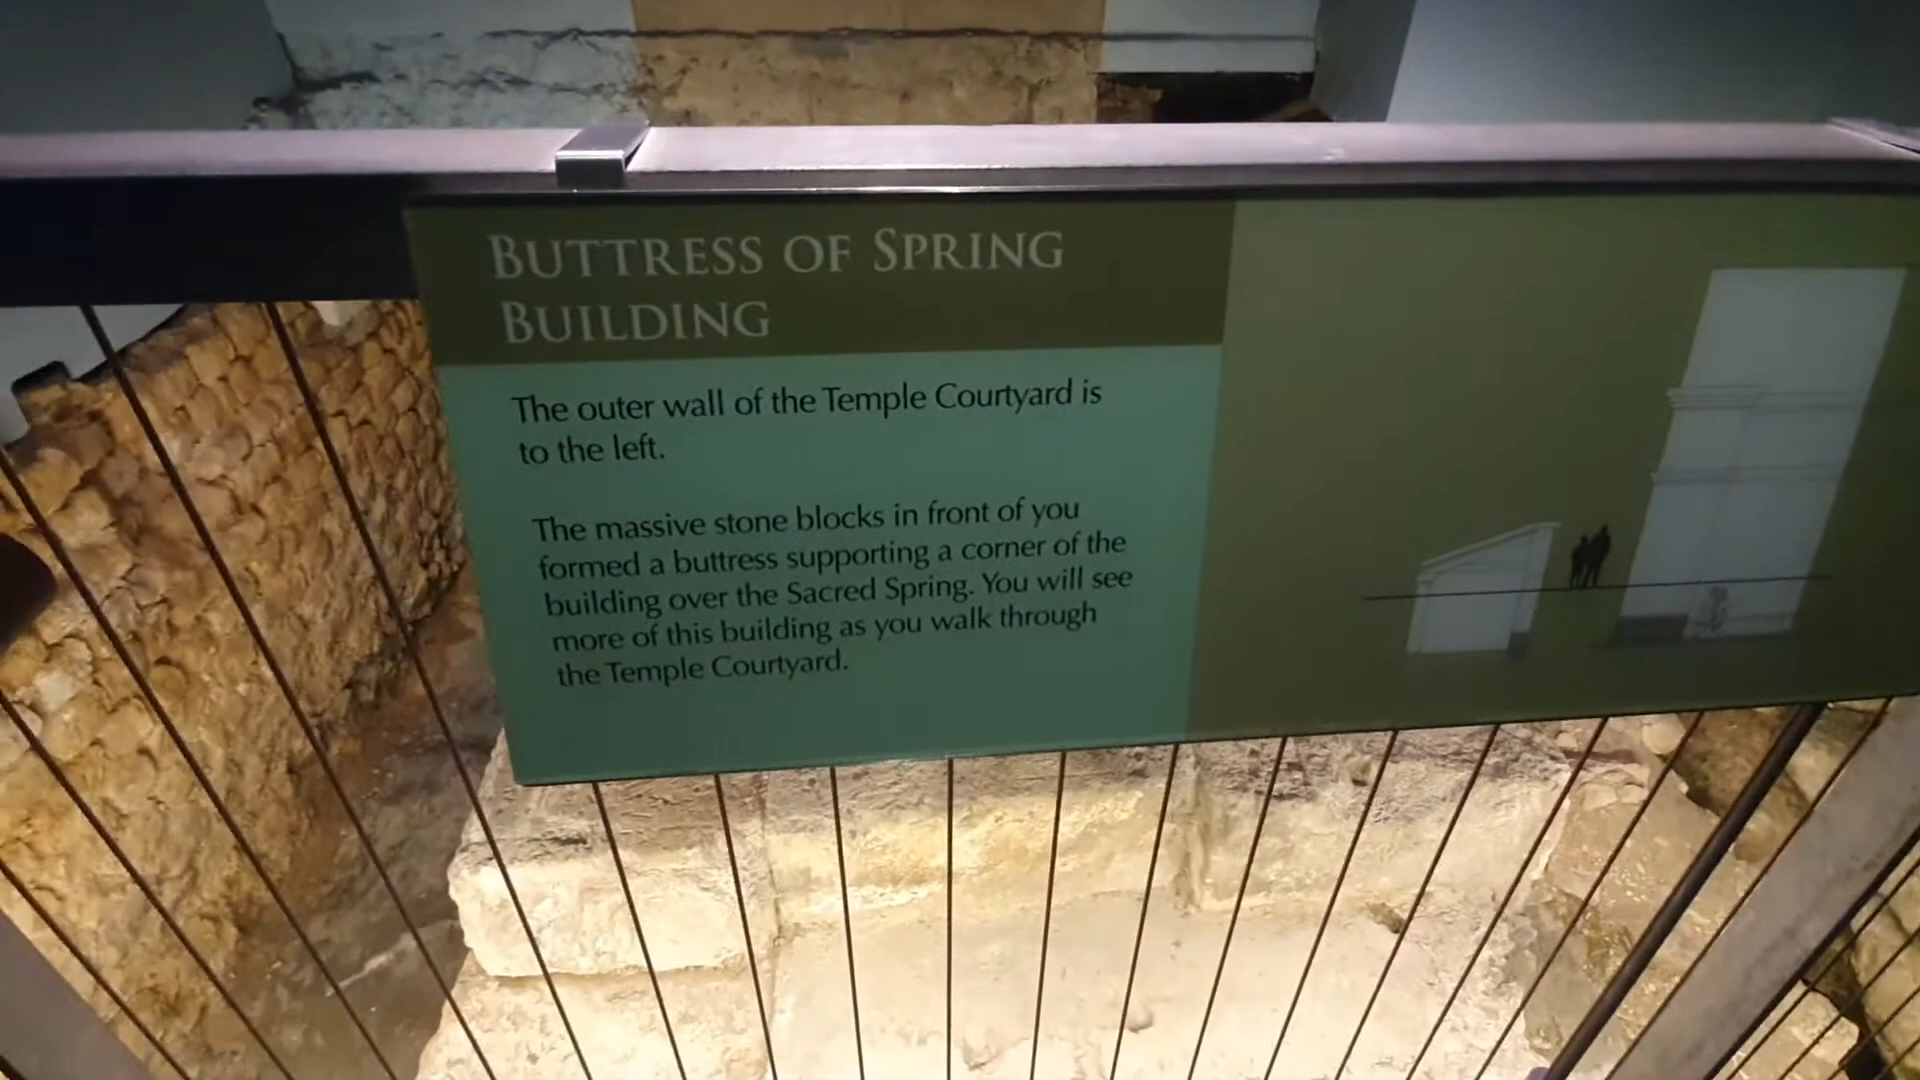 BUTTRESS OF SPRING
BUILDING
The outer wall of the Temple Courtyard is
to the left.
The massive stone blocks in front of you
formed a buttress supporting a corner of the
building over the Sacred Spring. You will see
more of this building as you walk through
the Temple Courtyard.